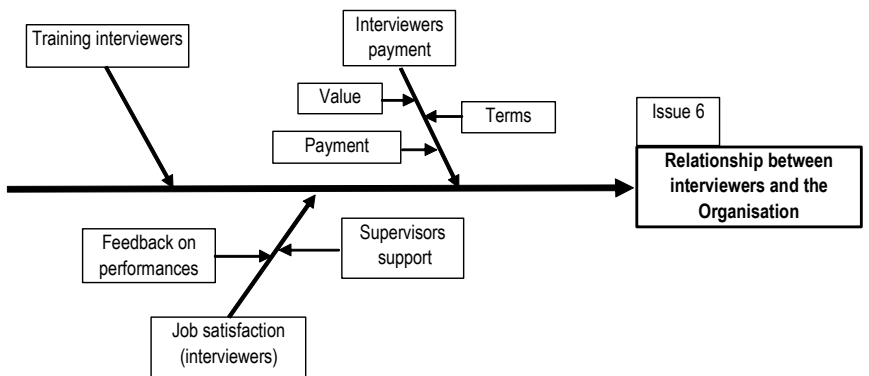 Training interviewers
Interviewers
payment
Value
Terms
Payment
Issue 6
Relationship between
interviewers and the
Organisation
Feedback on
performances
Supervisors
support
Job satisfaction
(interviewers)